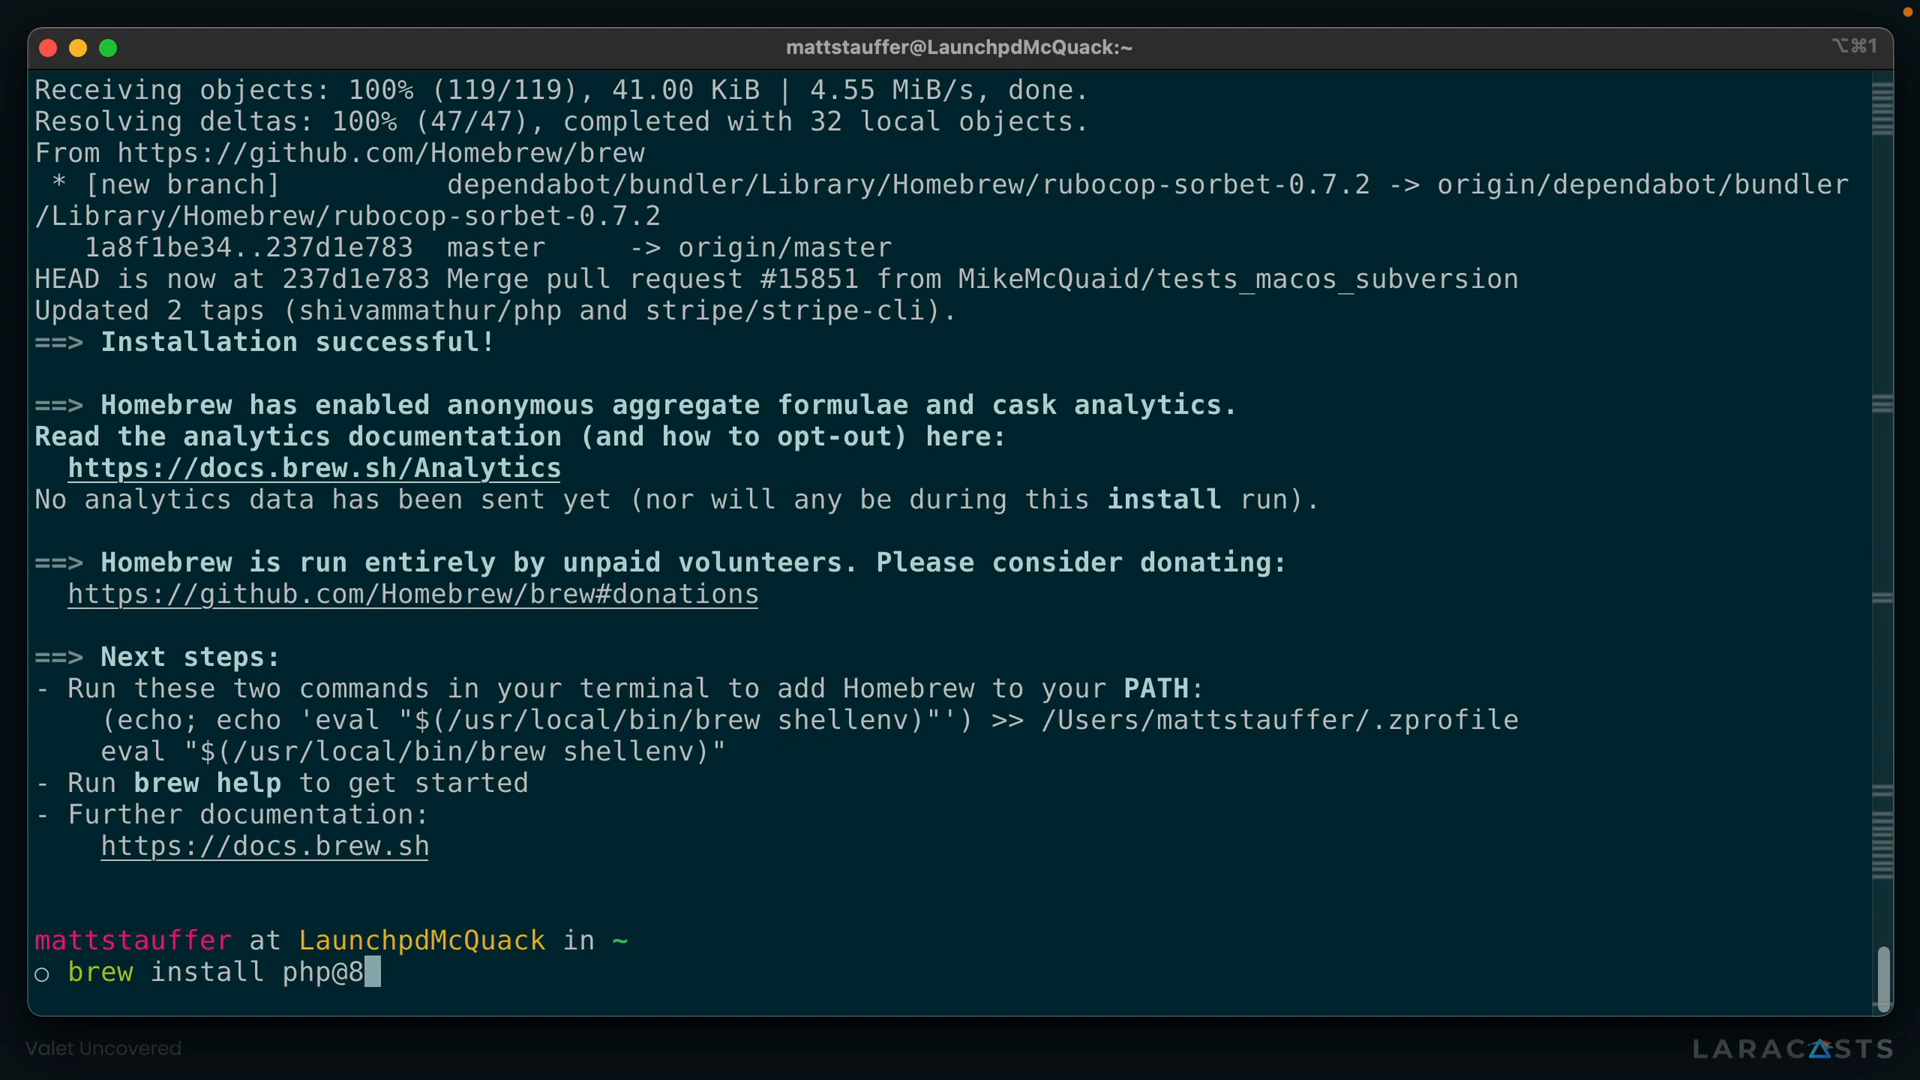 mattstauffer@LaunchpdMcQuack:~
⌥⌘1
Receiving objects: 100% (119/119), 41.00 KiB | 4.55 MiB/s, done.
Resolving deltas: 100% (47/47), completed with 32 local objects.
From https://github.com/Homebrew/brew
 * [new branch]          dependabot/bundler/Library/Homebrew/rubocop-sorbet-0.7.2 -> origin/dependabot/bundler
/Library/Homebrew/rubocop-sorbet-0.7.2
   1a8f1be34..237d1e783  master     -> origin/master
HEAD is now at 237d1e783 Merge pull request #15851 from MikeMcQuaid/tests_macos_subversion
Updated 2 taps (shivammathur/php and stripe/stripe-cli).
==> Installation successful!
==> Homebrew has enabled anonymous aggregate formulae and cask analytics.
Read the analytics documentation (and how to opt-out) here:
  https://docs.brew.sh/Analytics
No analytics data has been sent yet (nor will any be during this install run).
==> Homebrew is run entirely by unpaid volunteers. Please consider donating:
  https://github.com/Homebrew/brew#donations
==> Next steps:
- Run these two commands in your terminal to add Homebrew to your PATH:
    (echo; echo 'eval "$(/usr/local/bin/brew shellenv)"') >> /Users/mattstauffer/.zprofile
    eval "$(/usr/local/bin/brew shellenv)"
- Run brew help to get started
- Further documentation:
    https://docs.brew.sh
mattstauffer at LaunchpdMcQuack in ~
○ brew install php@8
Valet Uncovered
LARACASTS